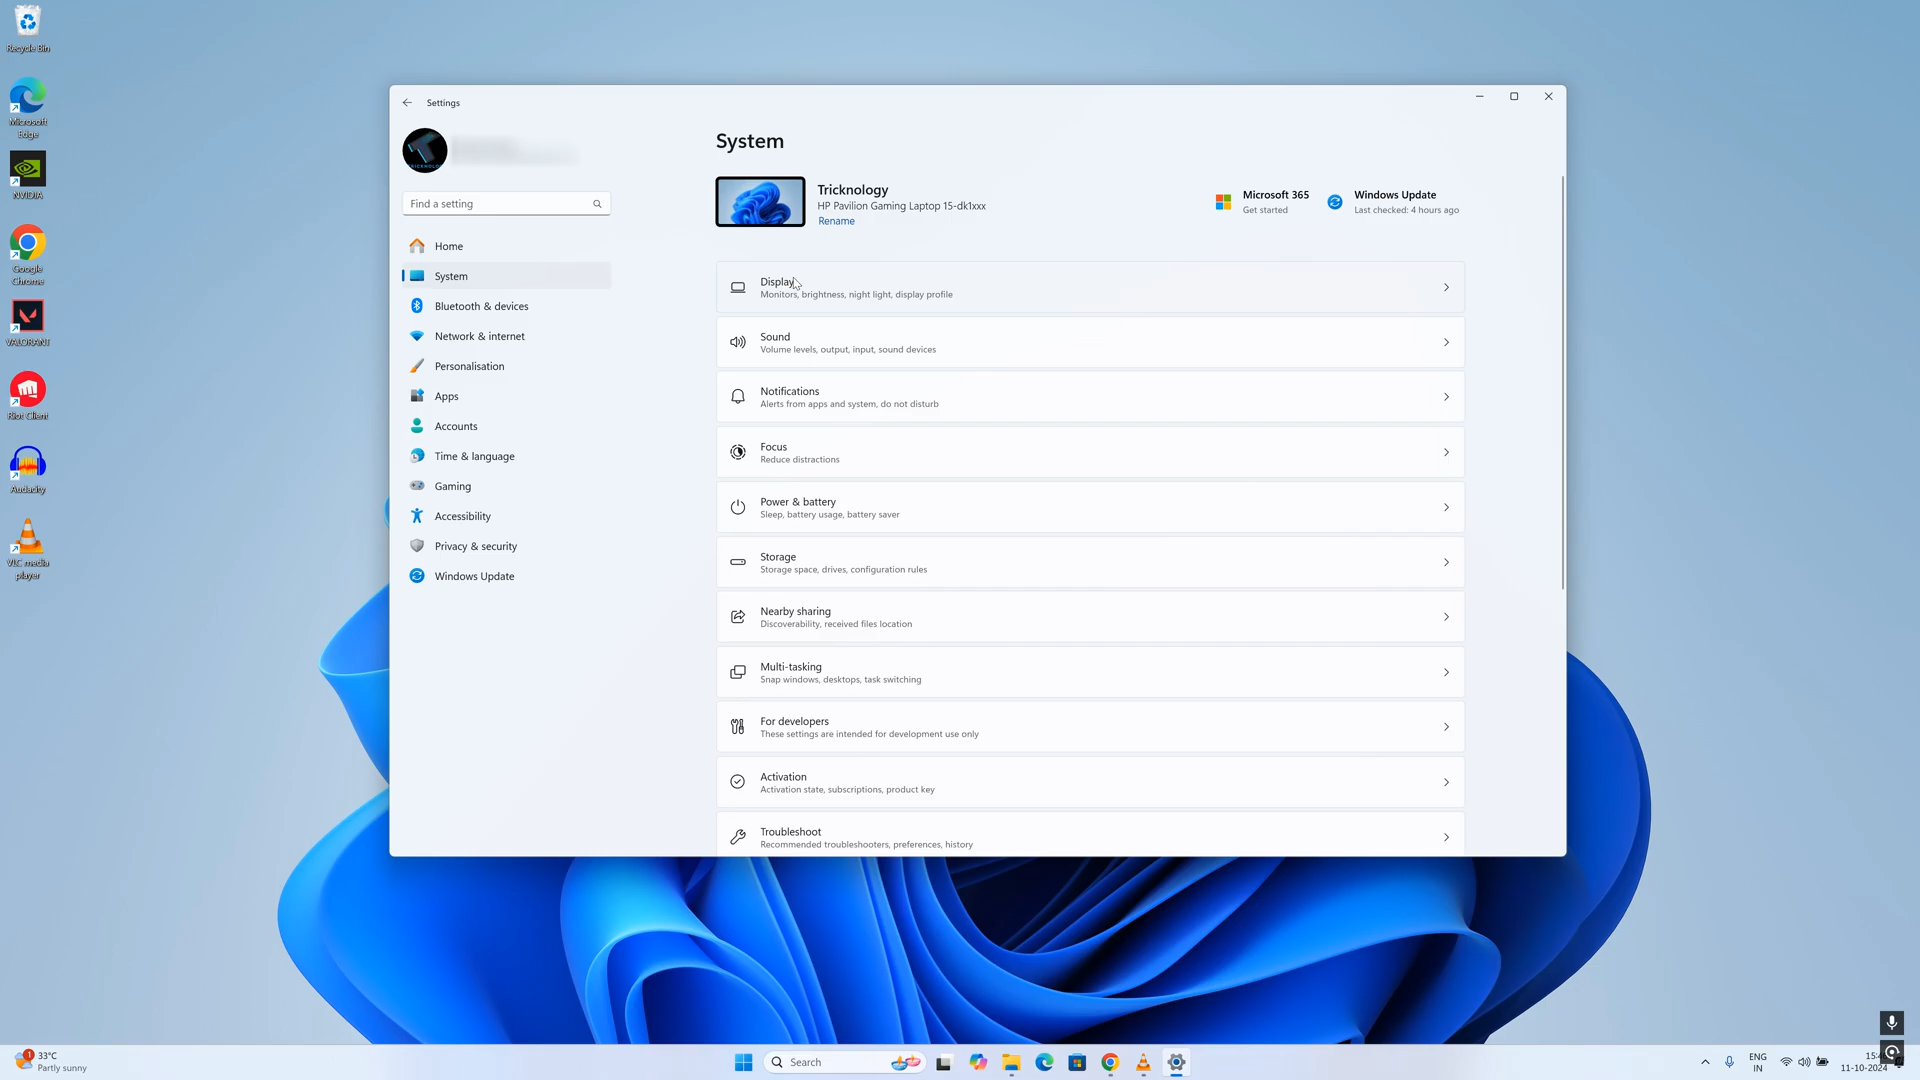 Recycle Bin
Microsoft
Edge
NVIDIA
Google
Chrome
VALORANT
Riot Client
Audacity
VLC media
player
Settings
Find a setting
Home
System
Bluetooth & devices
Network & internet
Personalisation
Apps
Accounts
Time & language
Gaming
Accessibility
Privacy & security
Windows Update
System
Tricknology
HP Pavilion Gaming Laptop 15-dk1xxx
Rename
Microsoft 365
Get started
Windows Update
Last checked: 4 hours ago
Display
Monitors, brightness, night light, display profile
Sound
Volume levels, output, input, sound devices
Notifications
Alerts from apps and system, do not disturb
Focus
Reduce distractions
Power & battery
Sleep, battery usage, battery saver
Storage
Storage space, drives, configuration rules
Nearby sharing
Discoverability, received files location
Multi-tasking
Snap windows, desktops, task switching
For developers
These settings are intended for development use only
Activation
Activation state, subscriptions, product key
Troubleshoot
Recommended troubleshooters, preferences, history
1
33°C
Partly sunny
Search
ENG
IN
11-10-2024